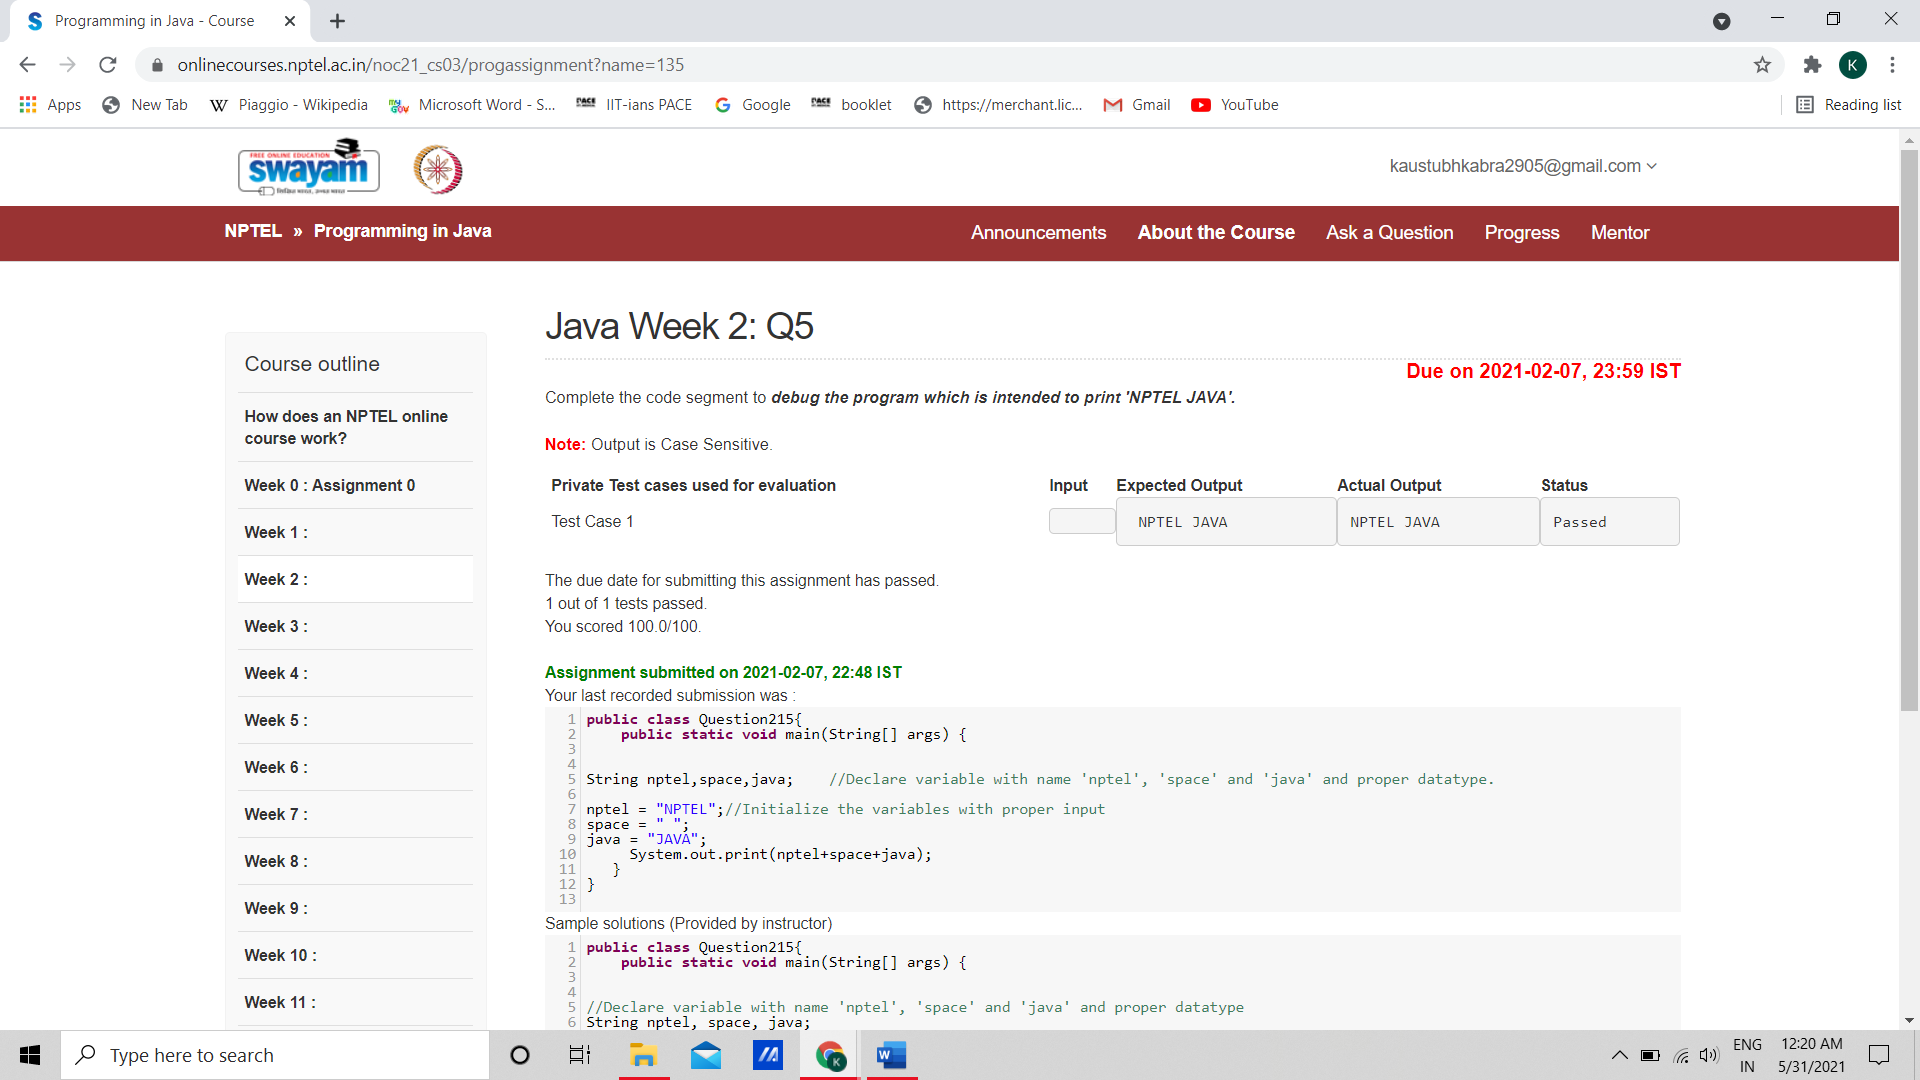 Programming in Java - Course
onlinecourses.nptel.ac.in/noc21_cs03/progassignment?name=135
K
Apps New Tab Piaggio - Wikipedia Microsoft Word - S... IIT-ians PACE Google booklet https://merchant.lic... Gmail YouTube Reading list
FREE ONLINE EDUCATION
swayam
kaustubhkabra2905@gmail.com
NPTEL » Programming in Java
Announcements About the Course Ask a Question Progress Mentor
Java Week 2: Q5
Due on 2021-02-07, 23:59 IST
Course outline
How does an NPTEL online
course work?
Week 0 : Assignment 0
Week 1 :
Week 2 :
Week 3 :
Week 4 :
Week 5 :
Week 6 :
Week 7 :
Week 8 :
Week 9 :
Week 10 :
Week 11 :
Complete the code segment to debug the program which is intended to print 'NPTEL JAVA'.
Note: Output is Case Sensitive.
Private Test cases used for evaluation Input Expected Output Actual Output Status
Test Case 1 NPTEL JAVA NPTEL JAVA Passed
The due date for submitting this assignment has passed.
1 out of 1 tests passed.
You scored 100.0/100.
Assignment submitted on 2021-02-07, 22:48 IST
Your last recorded submission was :
1 public class Question215{
2 public static void main(String[] args) {
3
4
5 String nptel,space,java; //Declare variable with name 'nptel', 'space' and 'java' and proper datatype.
6
7 nptel = "NPTEL";//Initialize the variables with proper input
8 space = " ";
9 java = "JAVA";
10 System.out.print(nptel+space+java);
11 }
12 }
13
Sample solutions (Provided by instructor)
1 public class Question215{
2 public static void main(String[] args) {
3
4
5 //Declare variable with name 'nptel', 'space' and 'java' and proper datatype
6 String nptel, space, java;
Type here to search
ENG
IN
12:20 AM
5/31/2021